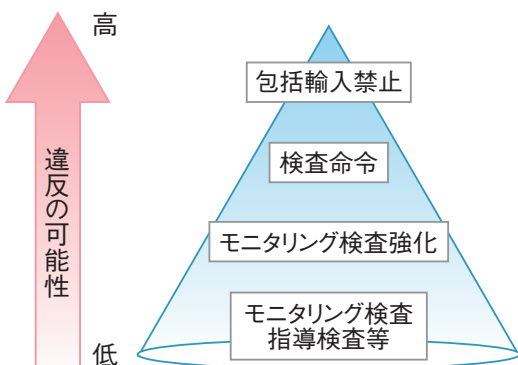 高
包括輸入禁止
検査命令
違反の可能性
モニタリング検査強化
モニタリング検査
指導検査等
低